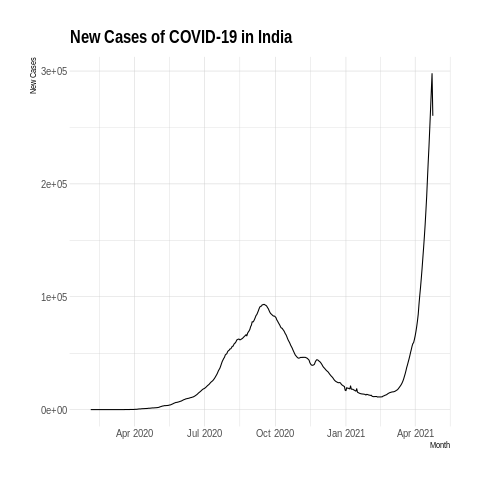 New Cases of COVID-19 in India
New Cases
3e+05
2e+05
1e+05
0e+00
Apr 2020 Jul 2020 Oct 2020 Jan 2021 Apr 2021
Month